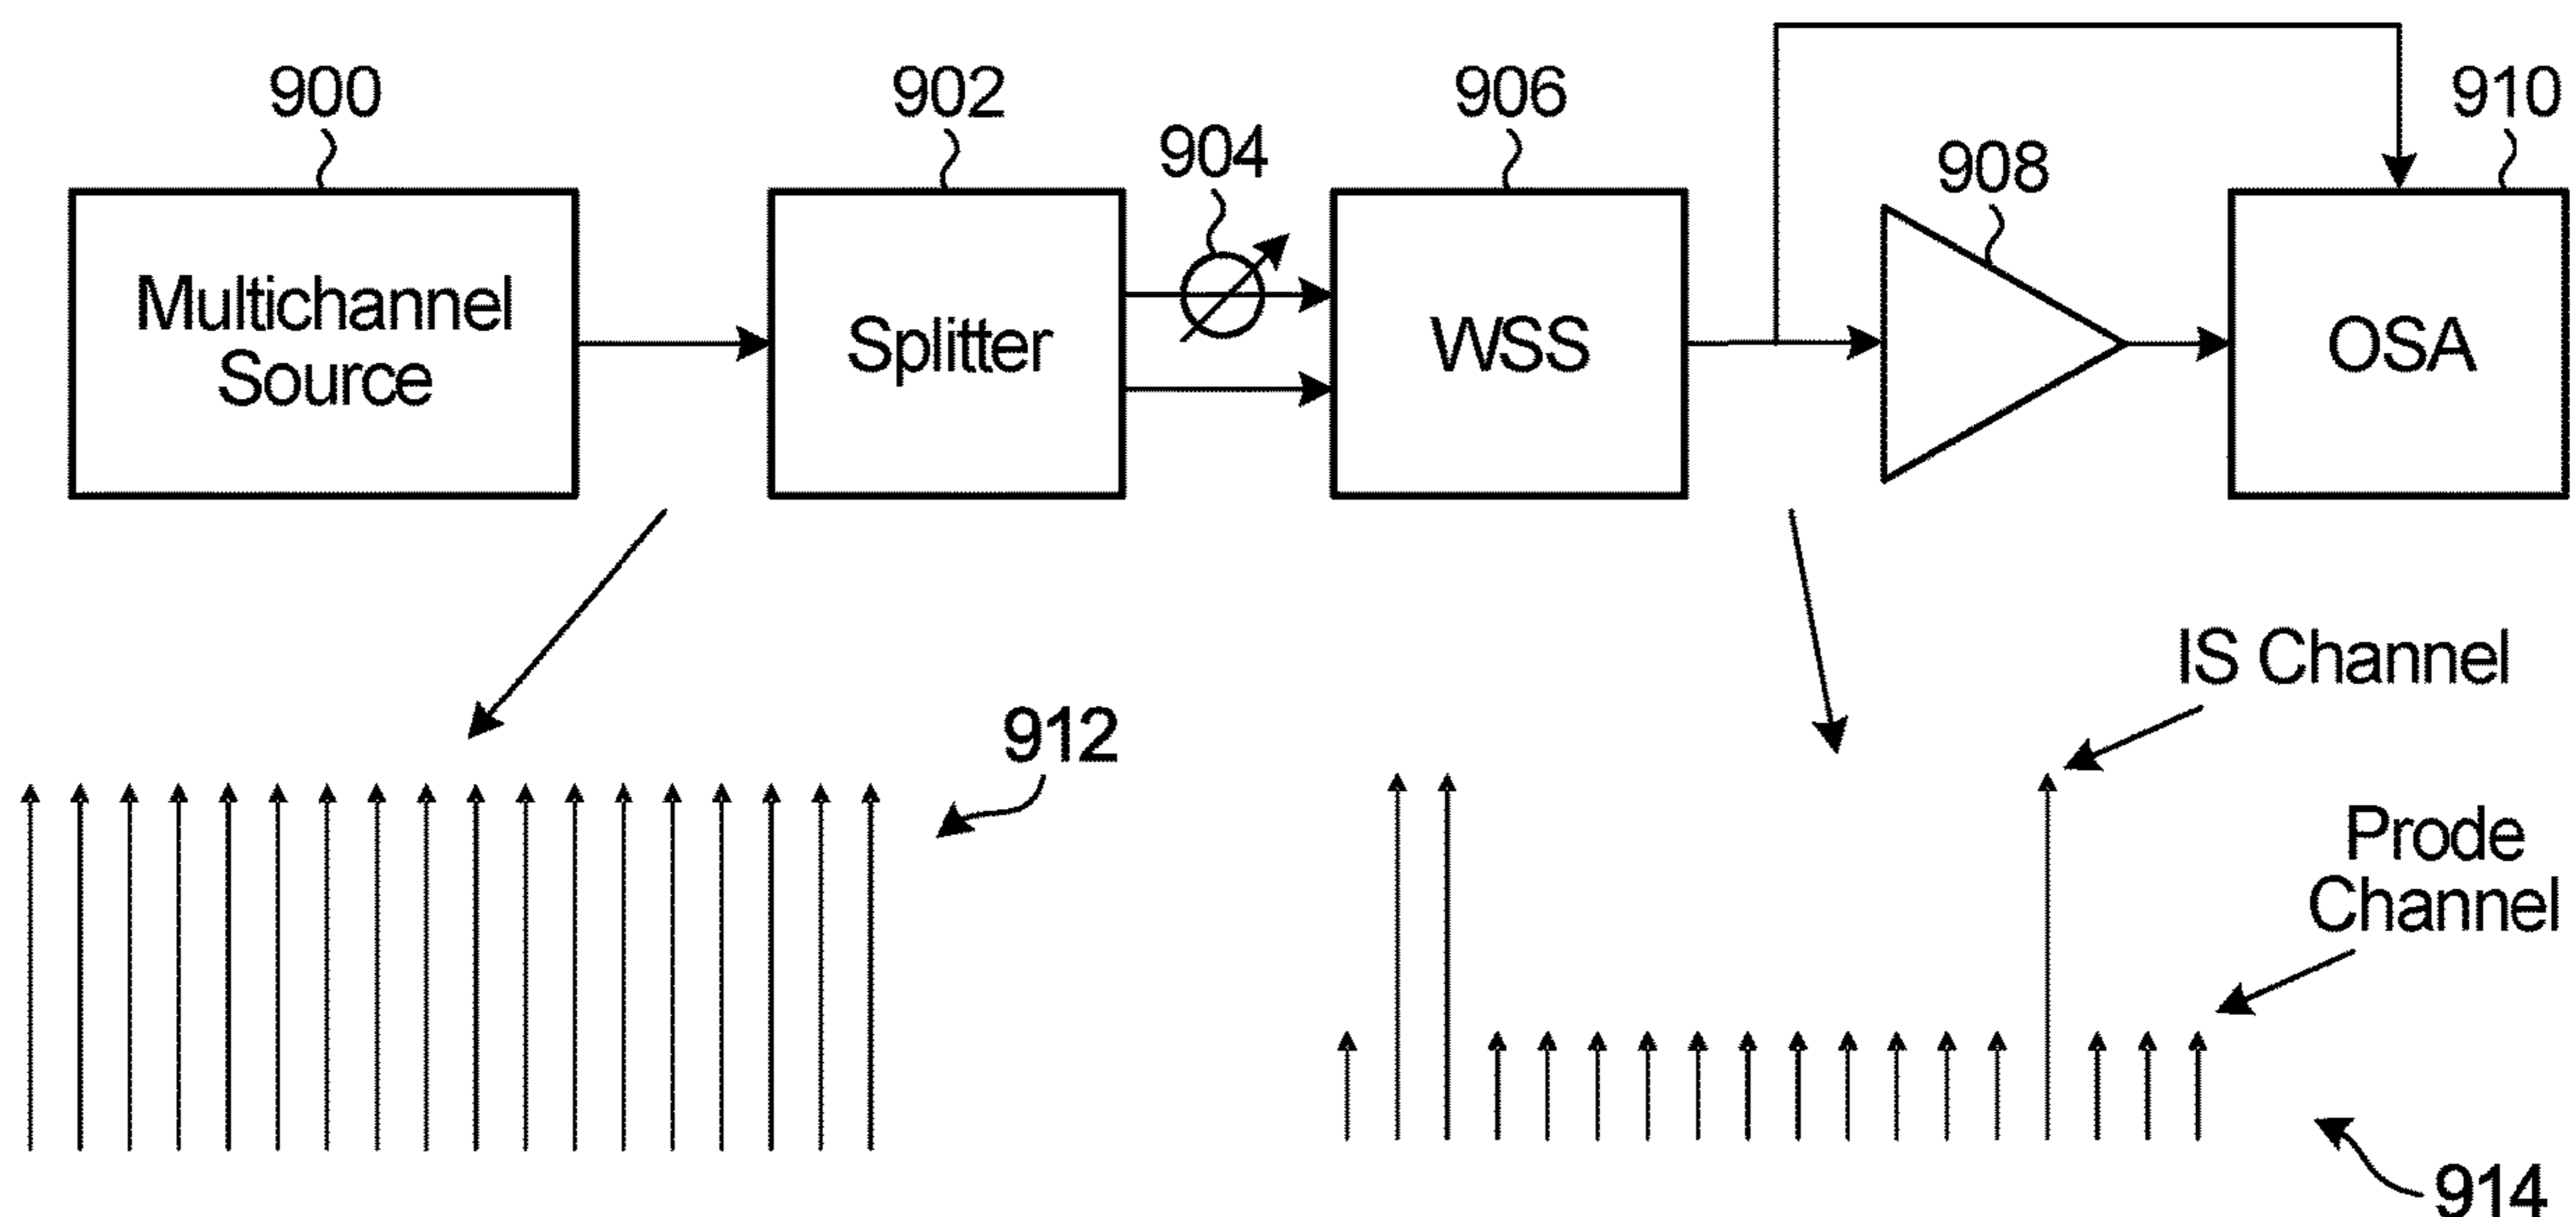 900
902
904
906
908
910
Multichannel
Source
Splitter
WSS
OSA
912
IS Channel
Prode
Channel
914